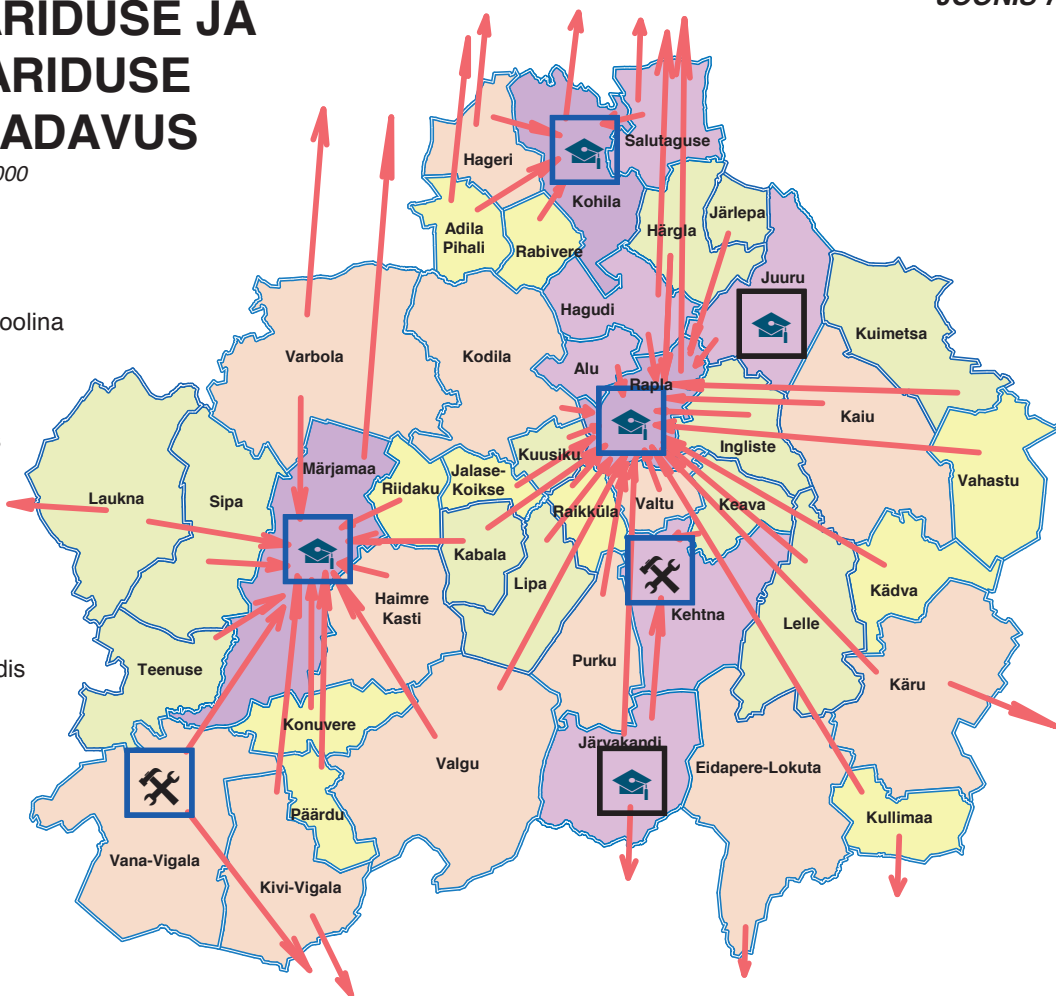 RIDUSE JA
JOONIS
ARIDUSE
ADAVUS
000
Salutaguse
Hageri
Kohila
Järlepa
Adila
Pihali
Härgla
Rabivere
Juuru
Hagudi
oolina
Kuimetsa
Varbola
Kodila
Alu
Rapla
Kaiu
Ingliste
Kuusiku
Märjamaa
Jalase-
Koikse
Riidaku
Vahastu
Laukna
Sipa
Raikküla
Valtu
Keava
Kabala
Lipa
Kädva
Haimre
Kasti
Kehtna
Lelle
dis
Teenuse
Purku
Käru
Konuvere
Järvakandi
Valgu
Eidapere-Lokuta
Päärdu
Kullimaa
Vana-Vigala
Kivi-Vigala